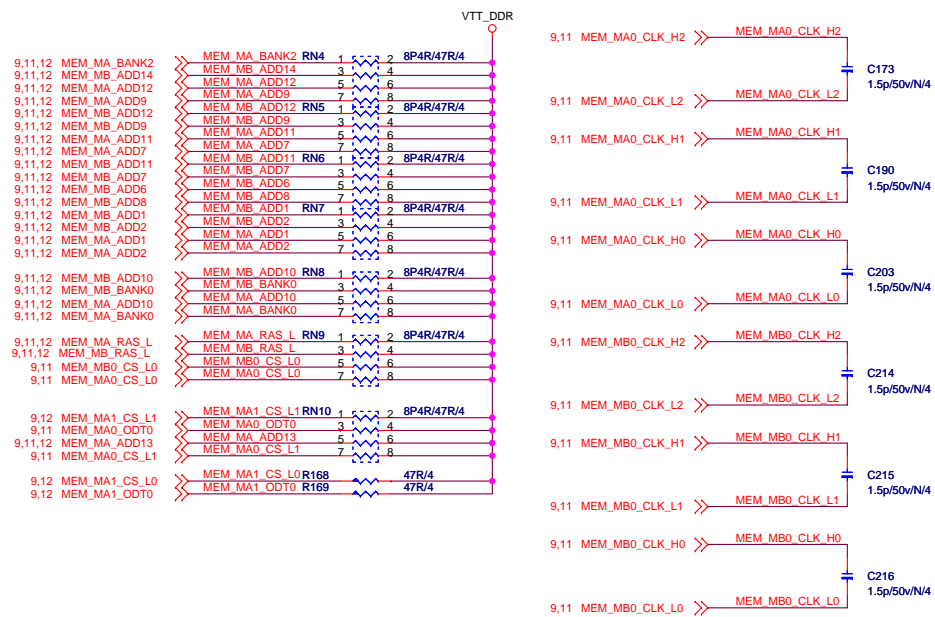 VTT_DDR
9,11,12 MEM_MA_BANK2 MEM_MA_BANK2 RN4 1 2 8P4R/47R/4
9,11,12 MEM_MB_ADD14 MEM_MB_ADD14 3 4
9,11,12 MEM_MA_ADD12 MEM_MA_ADD12 5 6
9,11,12 MEM_MA_ADD9 MEM_MA_ADD9 7 8
9,11,12 MEM_MB_ADD12 MEM_MB_ADD12 RN5 1 2 8P4R/47R/4
9,11,12 MEM_MB_ADD9 MEM_MB_ADD9 3 4
9,11,12 MEM_MA_ADD11 MEM_MA_ADD11 5 6
9,11,12 MEM_MA_ADD7 MEM_MA_ADD7 7 8
9,11,12 MEM_MB_ADD11 MEM_MB_ADD11 RN6 1 2 8P4R/47R/4
9,11,12 MEM_MB_ADD7 MEM_MB_ADD7 3 4
9,11,12 MEM_MB_ADD6 MEM_MB_ADD6 5 6
9,11,12 MEM_MB_ADD8 MEM_MB_ADD8 7 8
9,11,12 MEM_MB_ADD1 MEM_MB_ADD1 RN7 1 2 8P4R/47R/4
9,11,12 MEM_MB_ADD2 MEM_MB_ADD2 3 4
9,11,12 MEM_MA_ADD1 MEM_MA_ADD1 5 6
9,11,12 MEM_MA_ADD2 MEM_MA_ADD2 7 8
9,11,12 MEM_MB_ADD10 MEM_MB_ADD10 RN8 1 2 8P4R/47R/4
9,11,12 MEM_MB_BANK0 MEM_MB_BANK0 3 4
9,11,12 MEM_MA_ADD10 MEM_MA_ADD10 5 6
9,11,12 MEM_MA_BANK0 MEM_MA_BANK0 7 8
9,11,12 MEM_MA_RAS_L MEM_MA_RAS_L RN9 1 2 8P4R/47R/4
9,11,12 MEM_MB_RAS_L MEM_MB_RAS_L 3 4
9,11 MEM_MB0_CS_L0 MEM_MB0_CS_L0 5 6
9,11 MEM_MA0_CS_L0 MEM_MA0_CS_L0 7 8
9,12 MEM_MA1_CS_L1 MEM_MA1_CS_L1 RN10 1 2 8P4R/47R/4
9,11 MEM_MA0_ODT0 MEM_MA0_ODT0 3 4
9,11,12 MEM_MA_ADD13 MEM_MA_ADD13 5 6
9,11 MEM_MA0_CS_L1 MEM_MA0_CS_L1 7 8
9,12 MEM_MA1_CS_L0 MEM_MA1_CS_L0 R168 47R/4
9,12 MEM_MA1_ODT0 MEM_MA1_ODT0 R169 47R/4
9,11 MEM_MA0_CLK_H2 MEM_MA0_CLK_H2
C173
1.5p/50v/N/4
9,11 MEM_MA0_CLK_L2 MEM_MA0_CLK_L2
9,11 MEM_MA0_CLK_H1 MEM_MA0_CLK_H1
C190
1.5p/50v/N/4
9,11 MEM_MA0_CLK_L1 MEM_MA0_CLK_L1
9,11 MEM_MA0_CLK_H0 MEM_MA0_CLK_H0
C203
1.5p/50v/N/4
9,11 MEM_MA0_CLK_L0 MEM_MA0_CLK_L0
9,11 MEM_MB0_CLK_H2 MEM_MB0_CLK_H2
C214
1.5p/50v/N/4
9,11 MEM_MB0_CLK_L2 MEM_MB0_CLK_L2
9,11 MEM_MB0_CLK_H1 MEM_MB0_CLK_H1
C215
1.5p/50v/N/4
9,11 MEM_MB0_CLK_L1 MEM_MB0_CLK_L1
9,11 MEM_MB0_CLK_H0 MEM_MB0_CLK_H0
C216
1.5p/50v/N/4
9,11 MEM_MB0_CLK_L0 MEM_MB0_CLK_L0